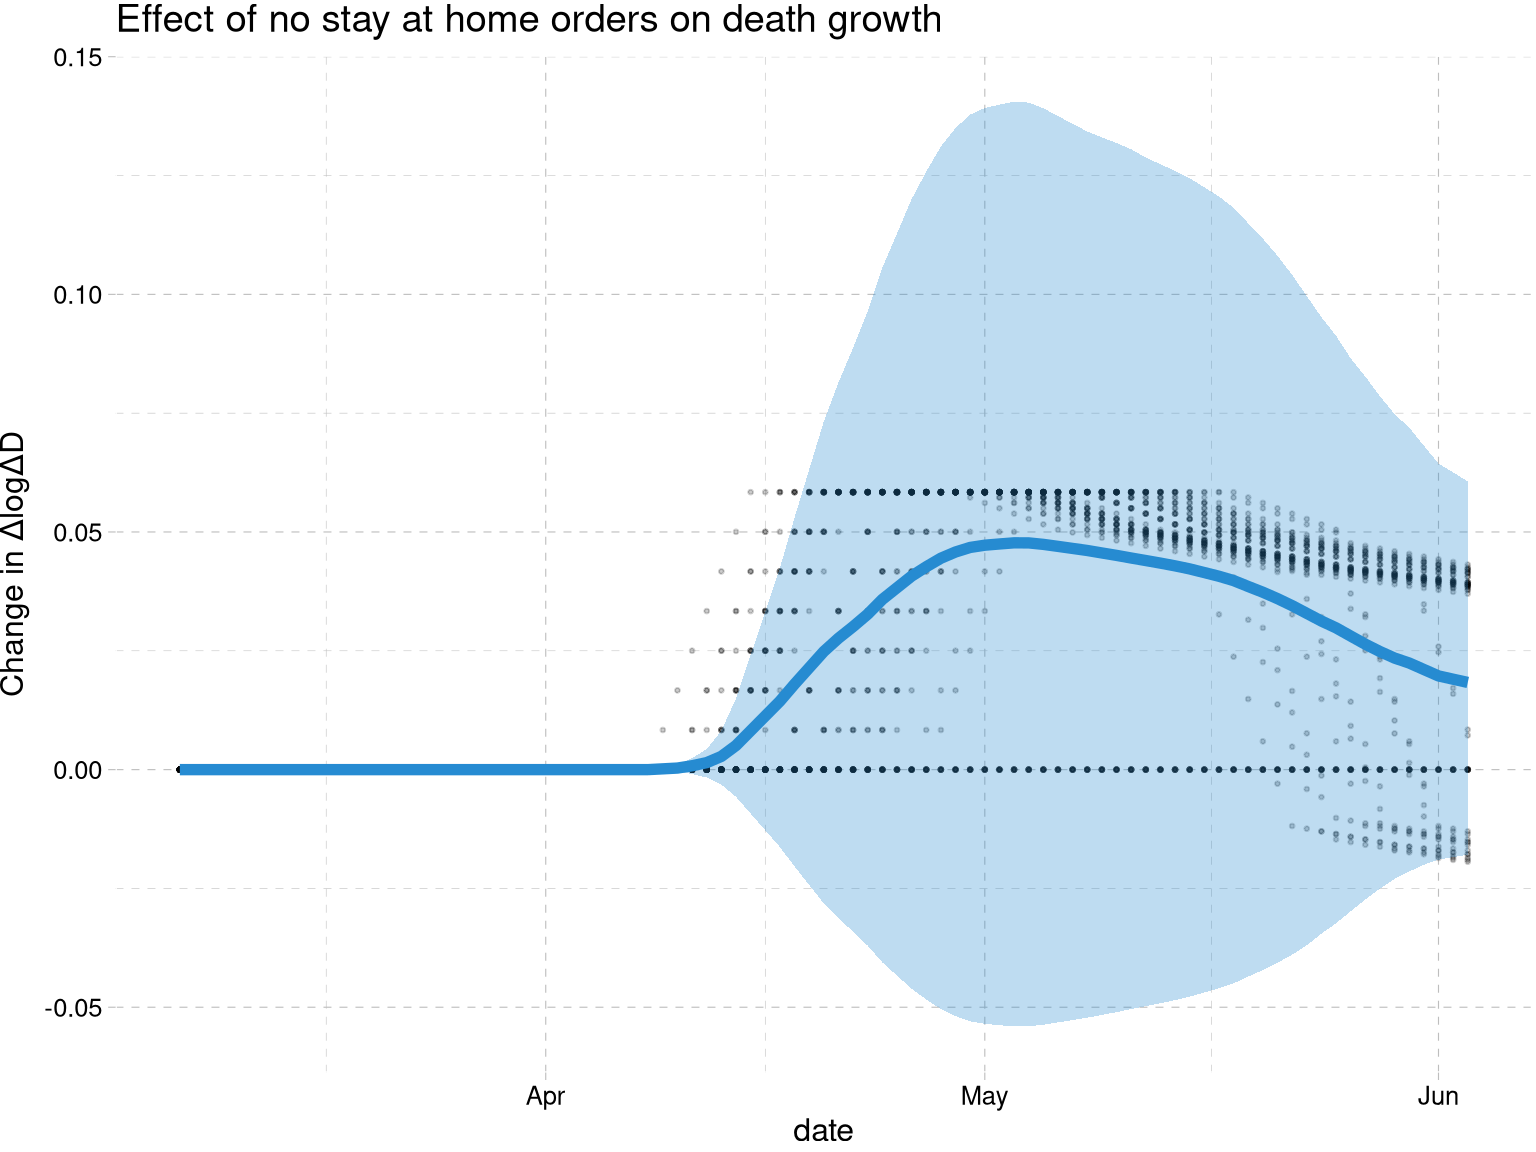 Effect of no stay at home orders on death growth
0.15
0.10
0.05
0.00
-0.05
Change in ΔlogΔD
Apr
May
Jun
date